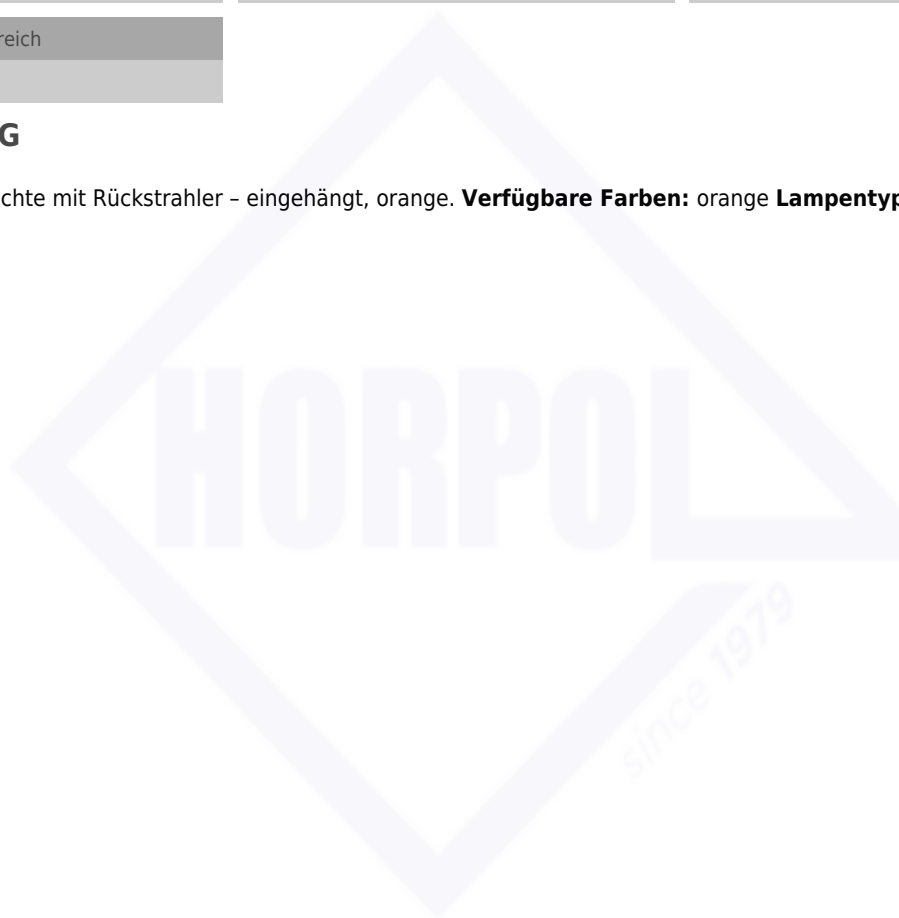 reich
G
chte mit Rückstrahler – eingehängt, orange. Verfügbare Farben: orange Lampentyp
HORPOL
since 1979